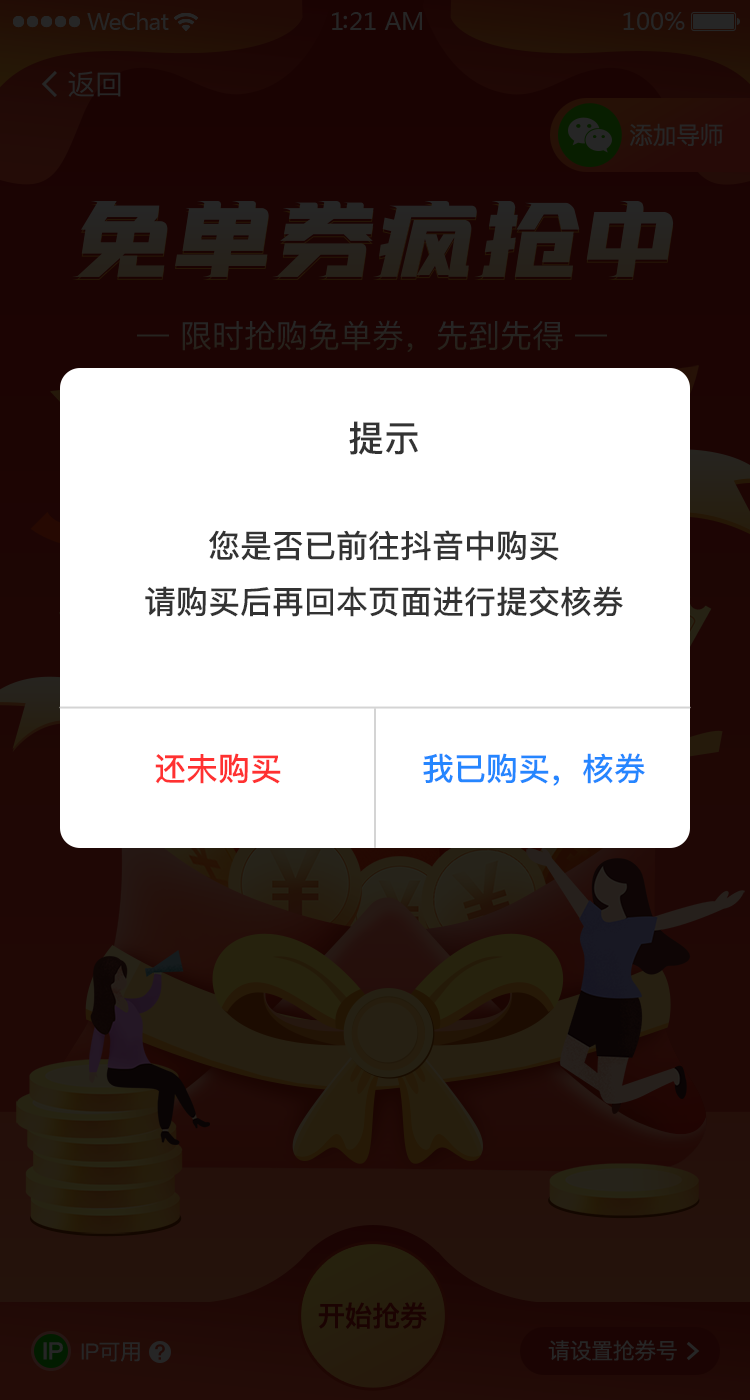 WeChat 1:21 AM 100%
返回
添加导师
免单券疯抢中
— 限时抢购免单券，先到先得 —
提示
您是否已前往抖音中购买
请购买后再回本页面进行提交核券
还未购买
我已购买，核券
开始抢券
IP IP可用 ?
请设置抢券号